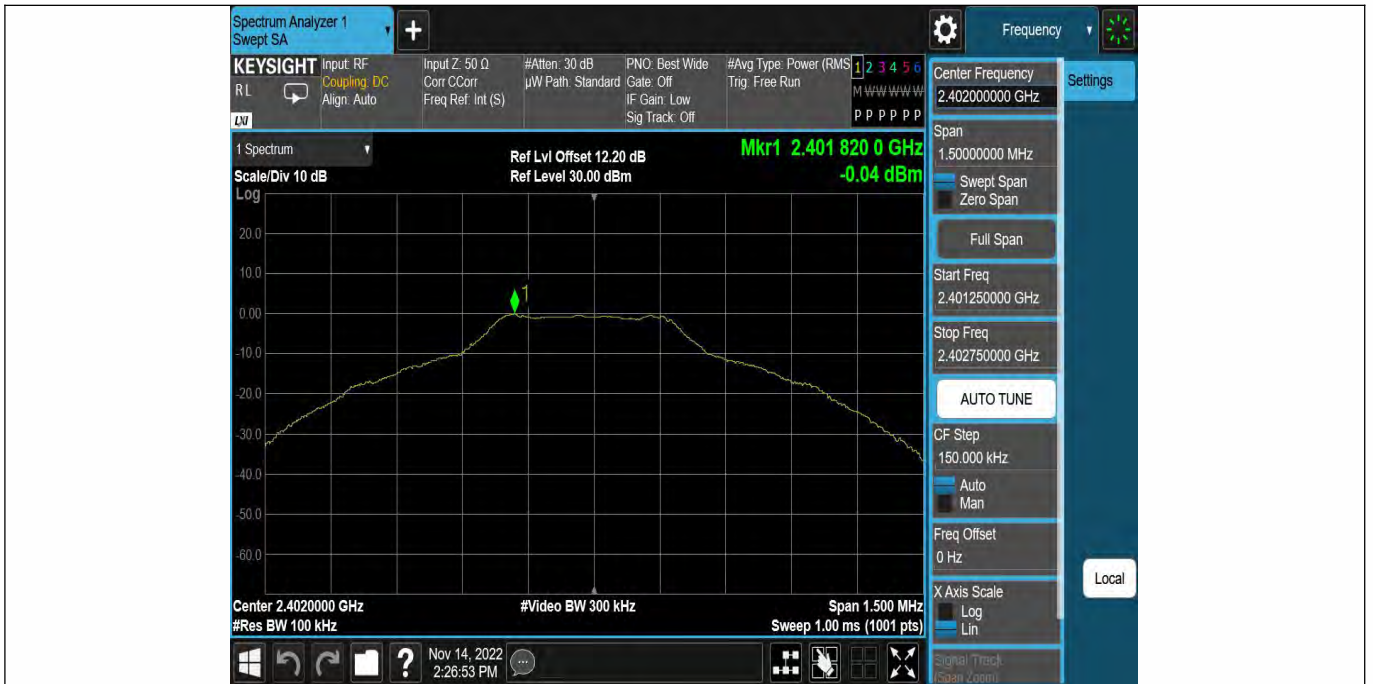 Spectrum Analyzer 1
Swept SA
+
Frequency
KEYSIGHT
R L
LXI
Input: RF
Coupling: DC
Align: Auto
Input Z: 50 Ω
Corr CCorr
Freq Ref: Int (S)
#Atten: 30 dB
µW Path: Standard
PNO: Best Wide
Gate: Off
IF Gain: Low
Sig Track: Off
#Avg Type: Power (RMS
Trig: Free Run
1 2 3 4 5 6
M W W W W W
P P P P P P
1 Spectrum
Scale/Div 10 dB
Log
Ref Lvl Offset 12.20 dB
Ref Level 30.00 dBm
Mkr1 2.401 820 0 GHz
-0.04 dBm
20.0
10.0
0.00
-10.0
-20.0
-30.0
-40.0
-50.0
-60.0
1
Center 2.4020000 GHz
#Res BW 100 kHz
#Video BW 300 kHz
Span 1.500 MHz
Sweep 1.00 ms (1001 pts)
Center Frequency
2.402000000 GHz
Settings
Span
1.50000000 MHz
Swept Span
Zero Span
Full Span
Start Freq
2.401250000 GHz
Stop Freq
2.402750000 GHz
AUTO TUNE
CF Step
150.000 kHz
Auto
Man
Freq Offset
0 Hz
X Axis Scale
Log
Lin
Signal Track
(Span Zoom)
Local
?
Nov 14, 2022
2:26:53 PM